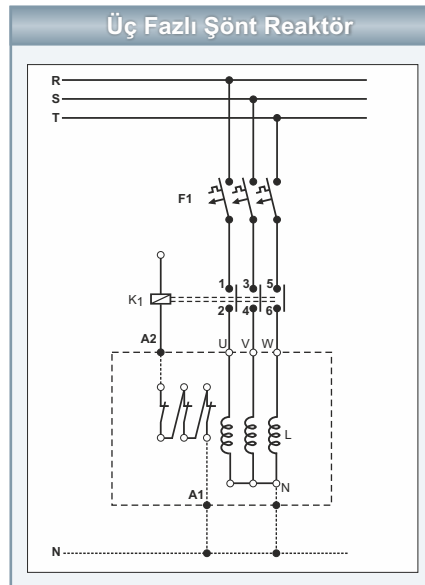 Üç Fazlı Şönt Reaktör
R
S
T
F1
1 3 5
K1
2 4 6
A2
U V W
L
N
A1
N